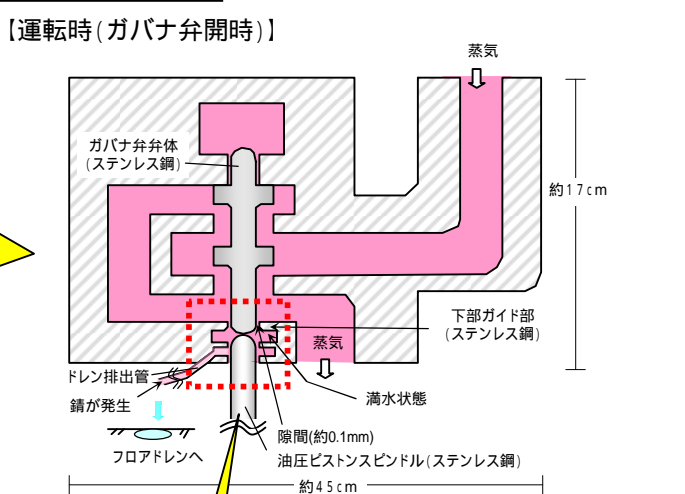 【運転時(ガバナ弁開時)】
蒸気
ガバナ弁弁体
(ステンレス鋼)
約17cm
下部ガイド部
(ステンレス鋼)
蒸気
ドレン排出管
満水状態
錆が発生
隙間(約0.1mm)
フロアドレンへ
油圧ピストンスピンドル(ステンレス鋼)
約45cm